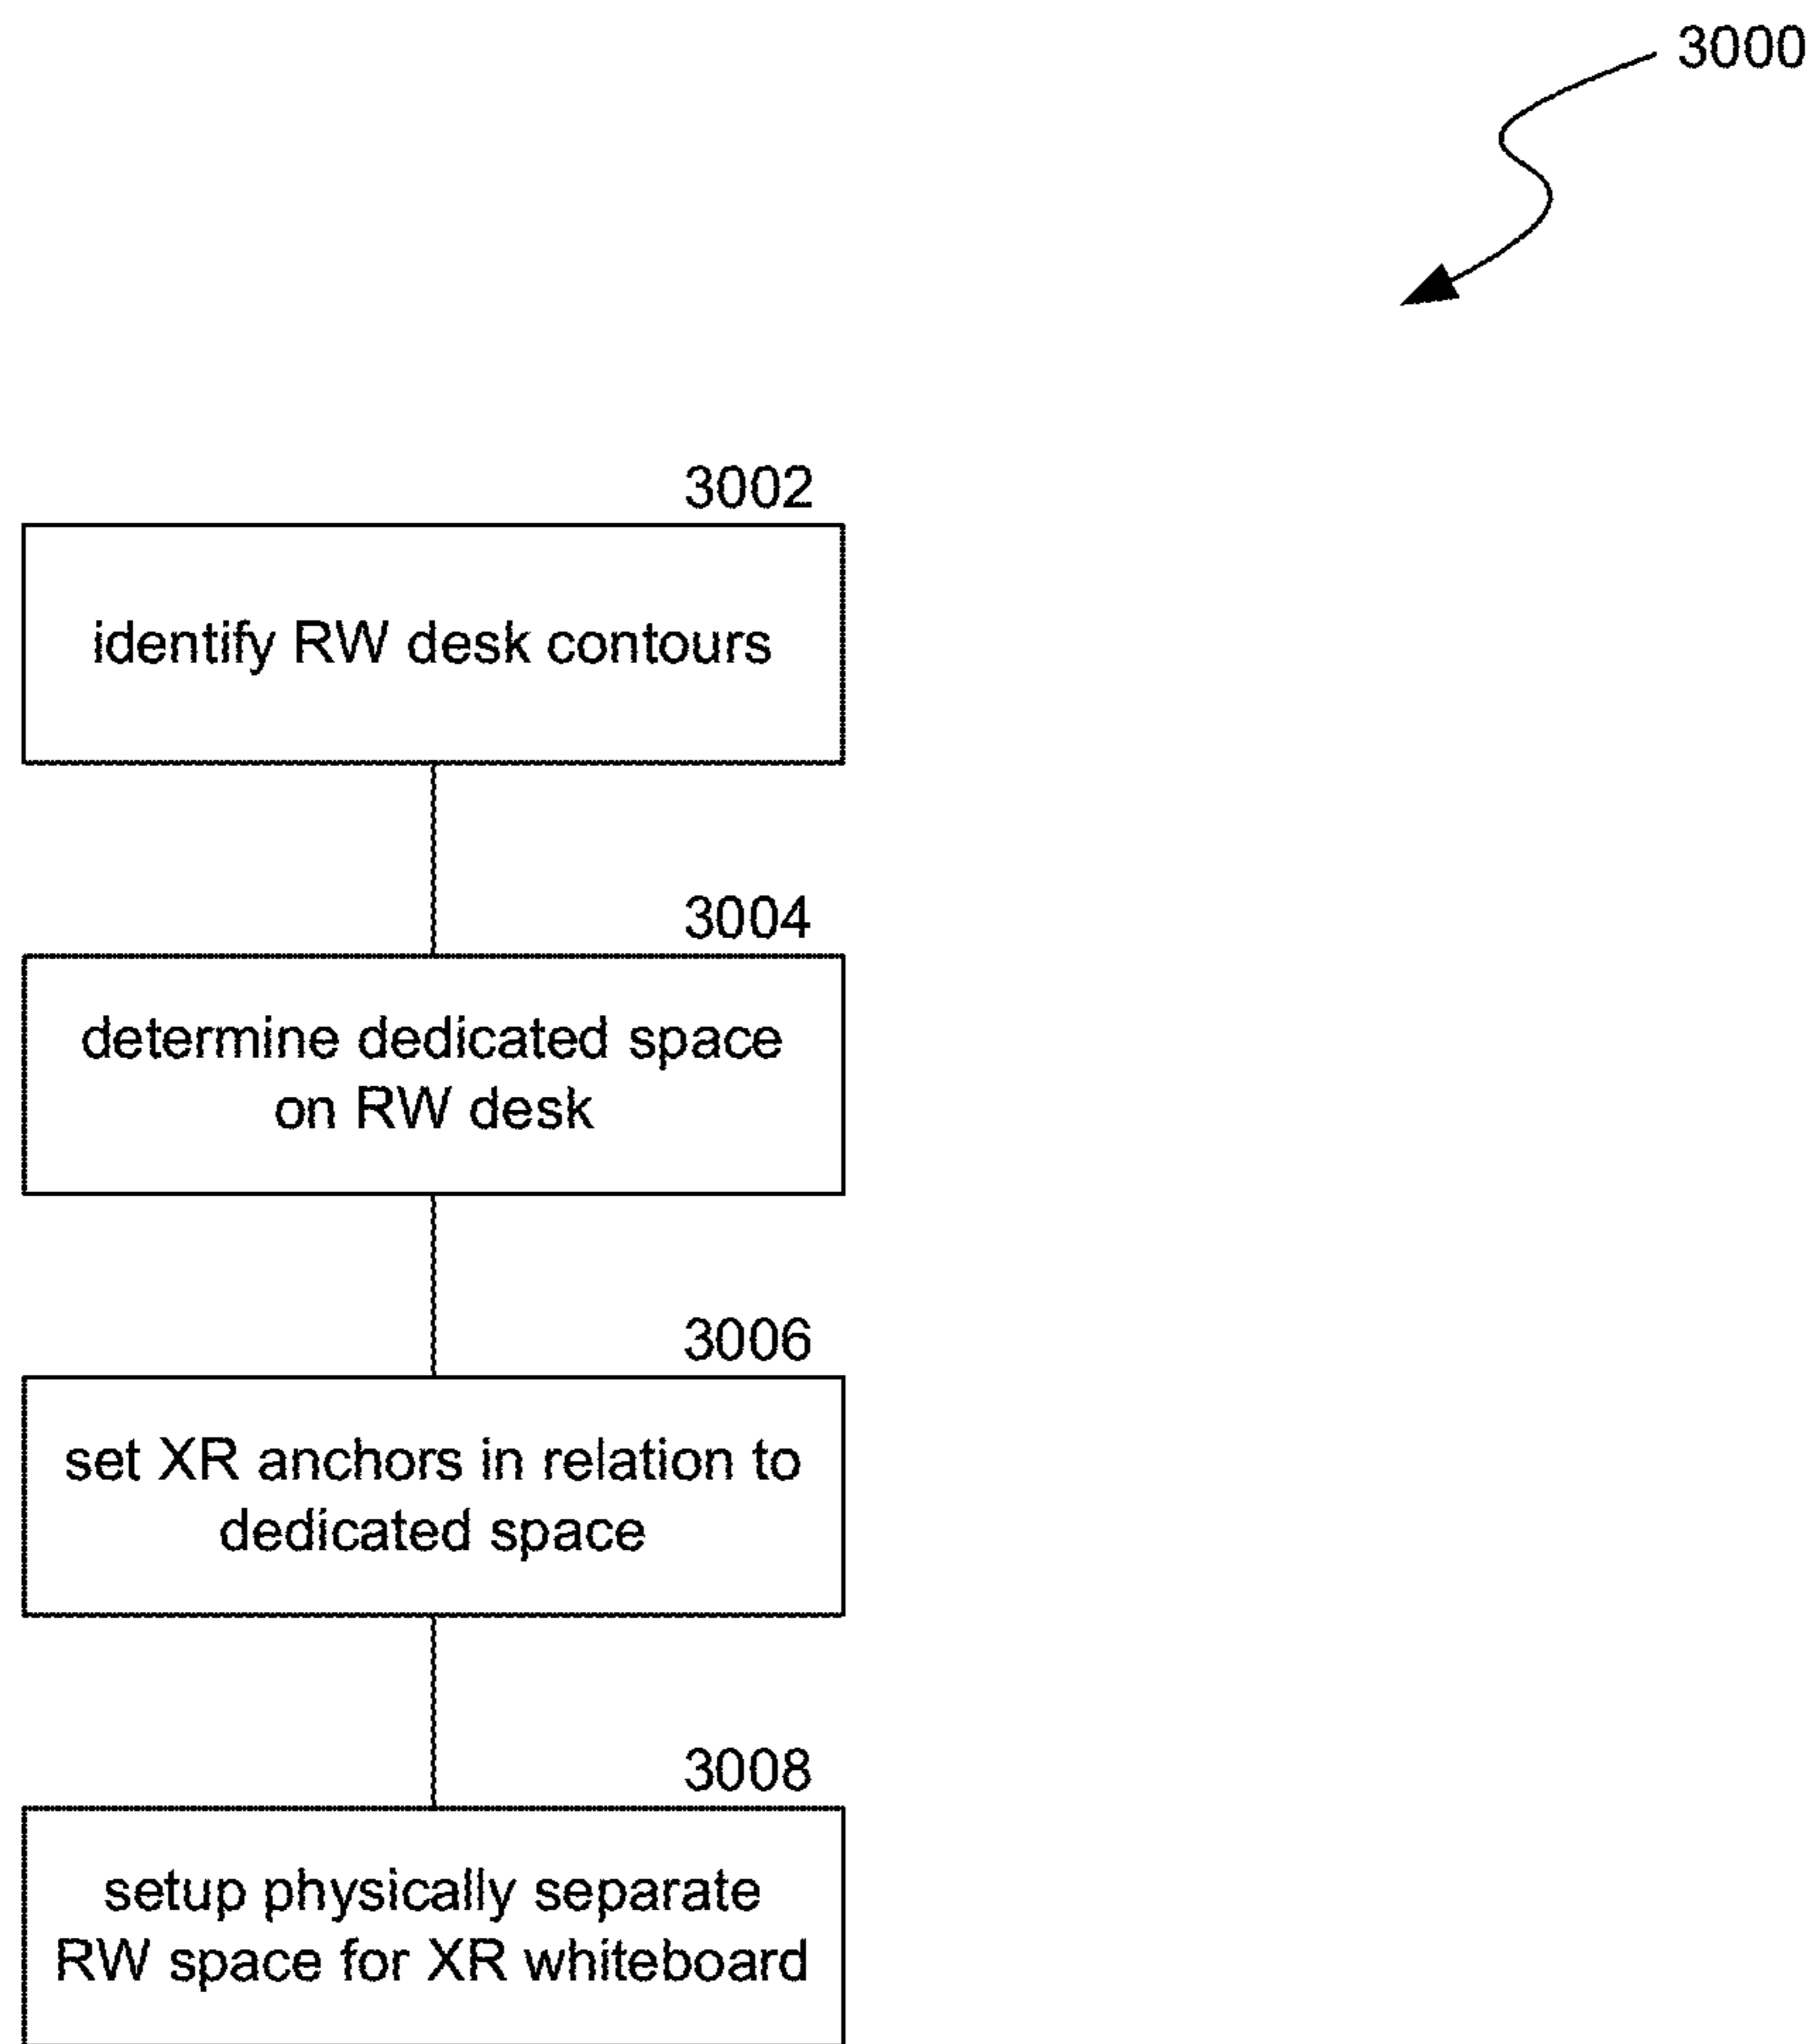 3000
3002
identify RW desk contours
3004
determine dedicated space
on RW desk
3006
set XR anchors in relation to
dedicated space
3008
setup physically separate
RW space for XR whiteboard